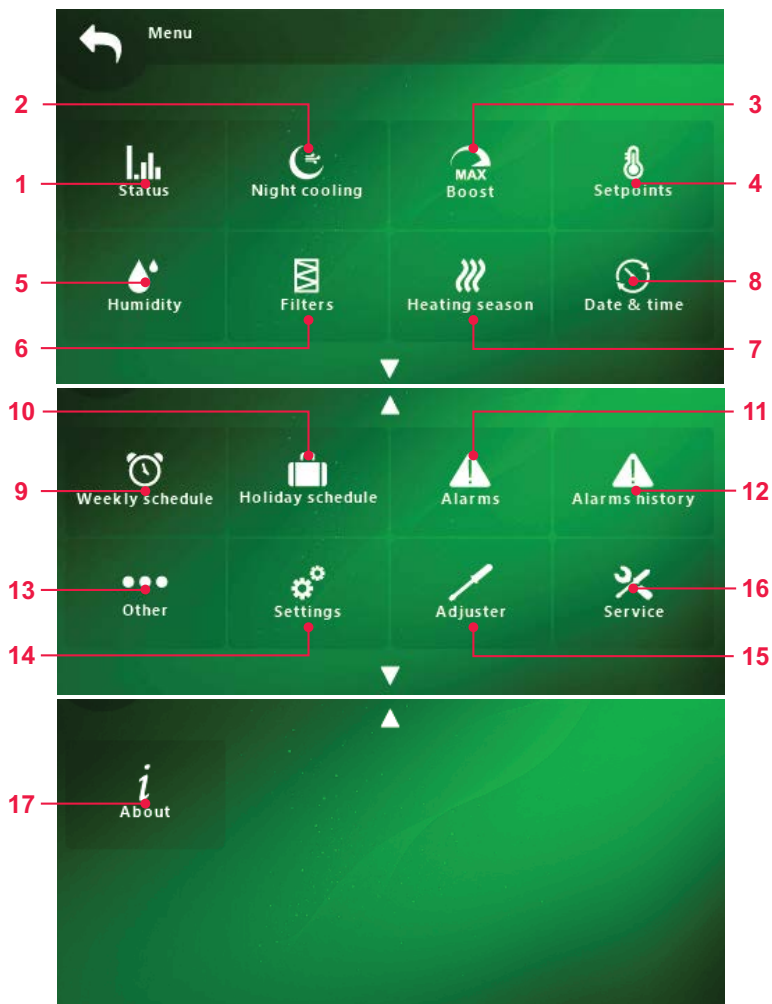 Menu
2
3
1
4
Status
Night cooling
MAX
Boost
Setpoints
5
8
Humidity
Filters
Heating season
Date & time
6
7
10
11
9
12
Weekly schedule
Holiday schedule
Alarms
Alarms history
13
16
Other
Settings
Adjuster
Service
14
15
17
i
About